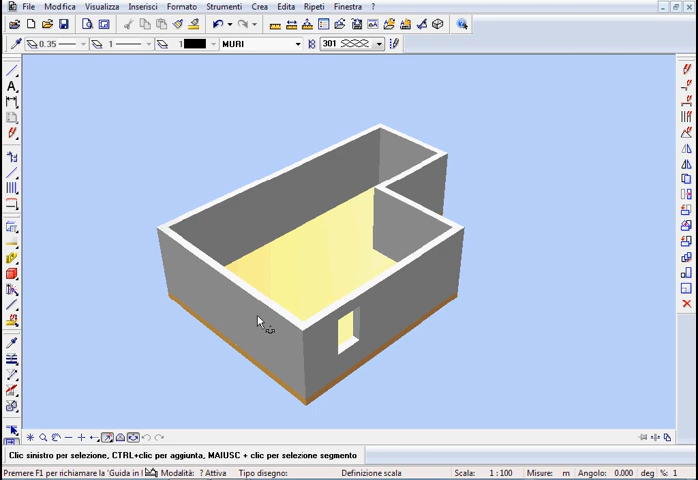 File Modifica Visualizza Inserisci Formato Strumenti Crea Edita Ripeti Finestra ?
0.35 1 1 MURI 301
A
Clic sinistro per selezione, CTRL+clic per aggiunta, MAIUSC + clic per selezione segmento
Premere F1 per richiamare la 'Guida in l Modalità: ? Attiva Tipo disegno: Definizione scala Scala: 1 : 100 Misure: m Angolo: 0.000 deg %: 1